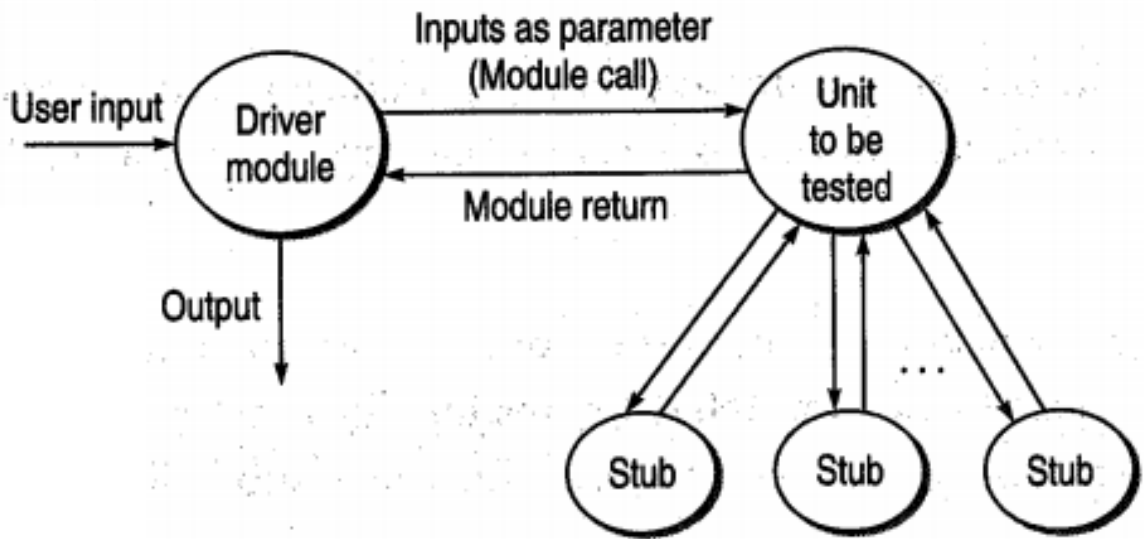 Inputs as parameter
(Module call)
User input
Driver
module
Unit
to be
tested
Module return
Output
...
Stub
Stub
Stub